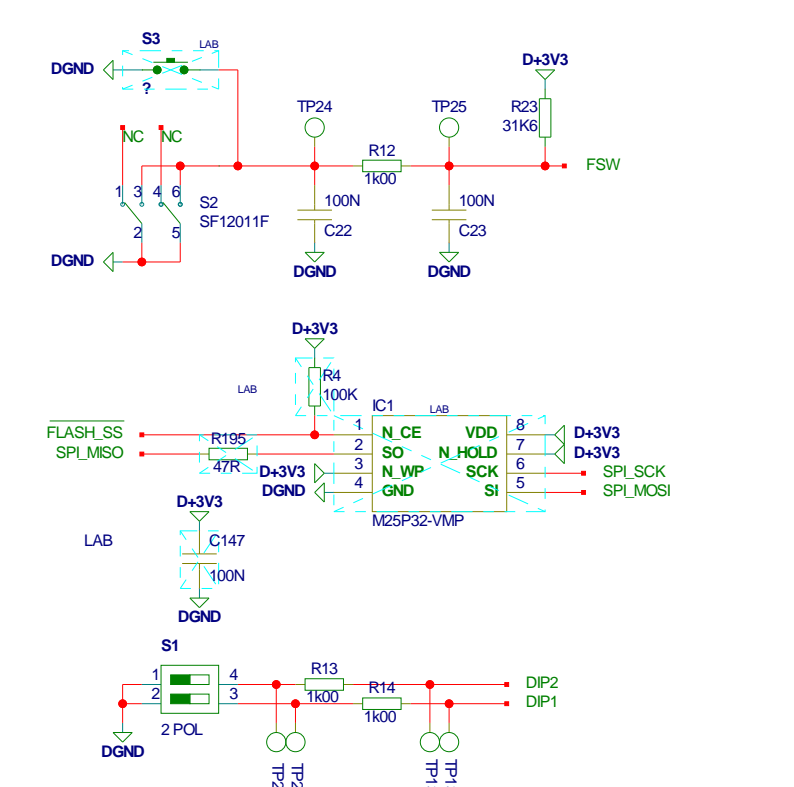 S3
LAB
DGND
?
D+3V3
TP24
TP25
R23
31K6
NC
NC
R12
1k00
FSW
1
3
4
6
S2
SF12011F
100N
C22
100N
C23
2
5
DGND
DGND
DGND
D+3V3
R4
100K
LAB
IC1
LAB
FLASH_SS
SPI_MISO
R195
47R
1
N_CE
VDD
8
D+3V3
2
SO
N_HOLD
7
D+3V3
D+3V3
3
N_WP
SCK
6
SPI_SCK
DGND
4
GND
SI
5
SPI_MOSI
M25P32-VMP
D+3V3
LAB
C147
100N
DGND
S1
1
4
R13
1k00
DIP2
2
3
R14
1k00
DIP1
2 POL
DGND
TP2
TP2
TP1